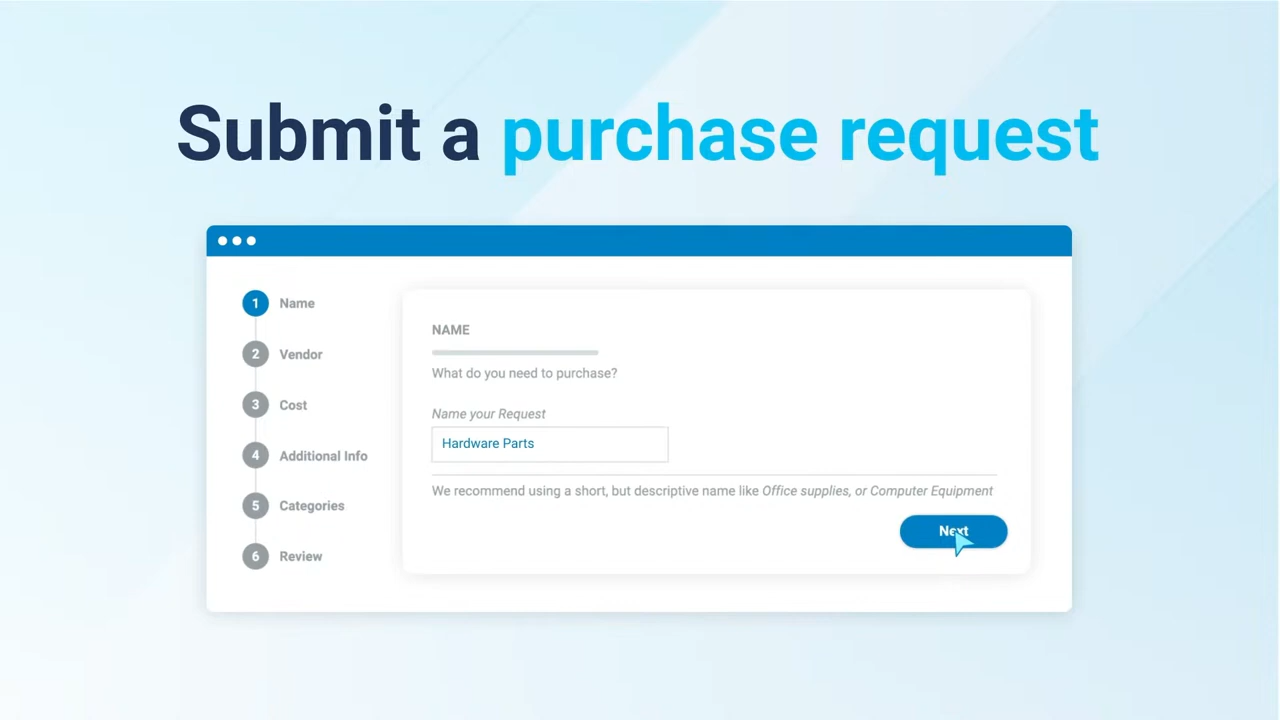 Submit a purchase request
1 Name
2 Vendor
3 Cost
4 Additional Info
5 Categories
6 Review
NAME
What do you need to purchase?
Name your Request
Hardware Parts
We recommend using a short, but descriptive name like Office supplies, or Computer Equipment
Next